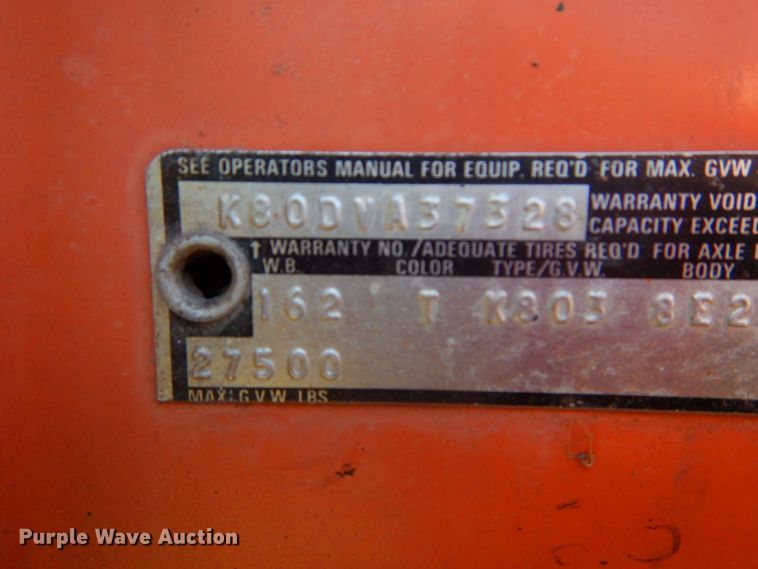 SEE OPERATORS MANUAL FOR EQUIP. REQ'D FOR MAX. GVW
K80DVA37528 WARRANTY VOID
CAPACITY EXCEED
↑ WARRANTY NO./ADEQUATE TIRES REQ'D FOR AXLE
W.B. COLOR TYPE/G.V.W. BODY
162 T K803 8E2
27500
MAX. G.V.W. LBS.
Purple Wave Auction